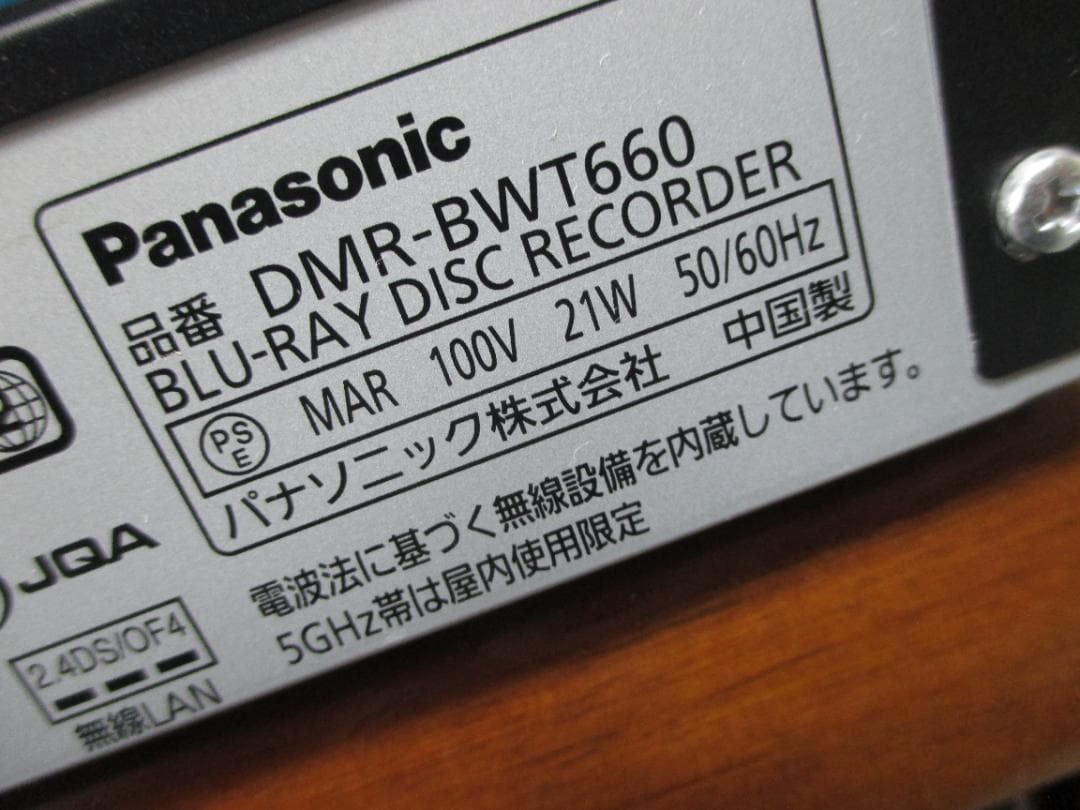 Panasonic
品番 DMR-BWT660
BLU-RAY DISC RECORDER
PSE MAR 100V 21W 50/60Hz
パナソニック株式会社 中国製
電波法に基づく無線設備を内蔵しています。
5GHz帯は屋内使用限定
2
JQA
2.4DS/OF4
無線LAN